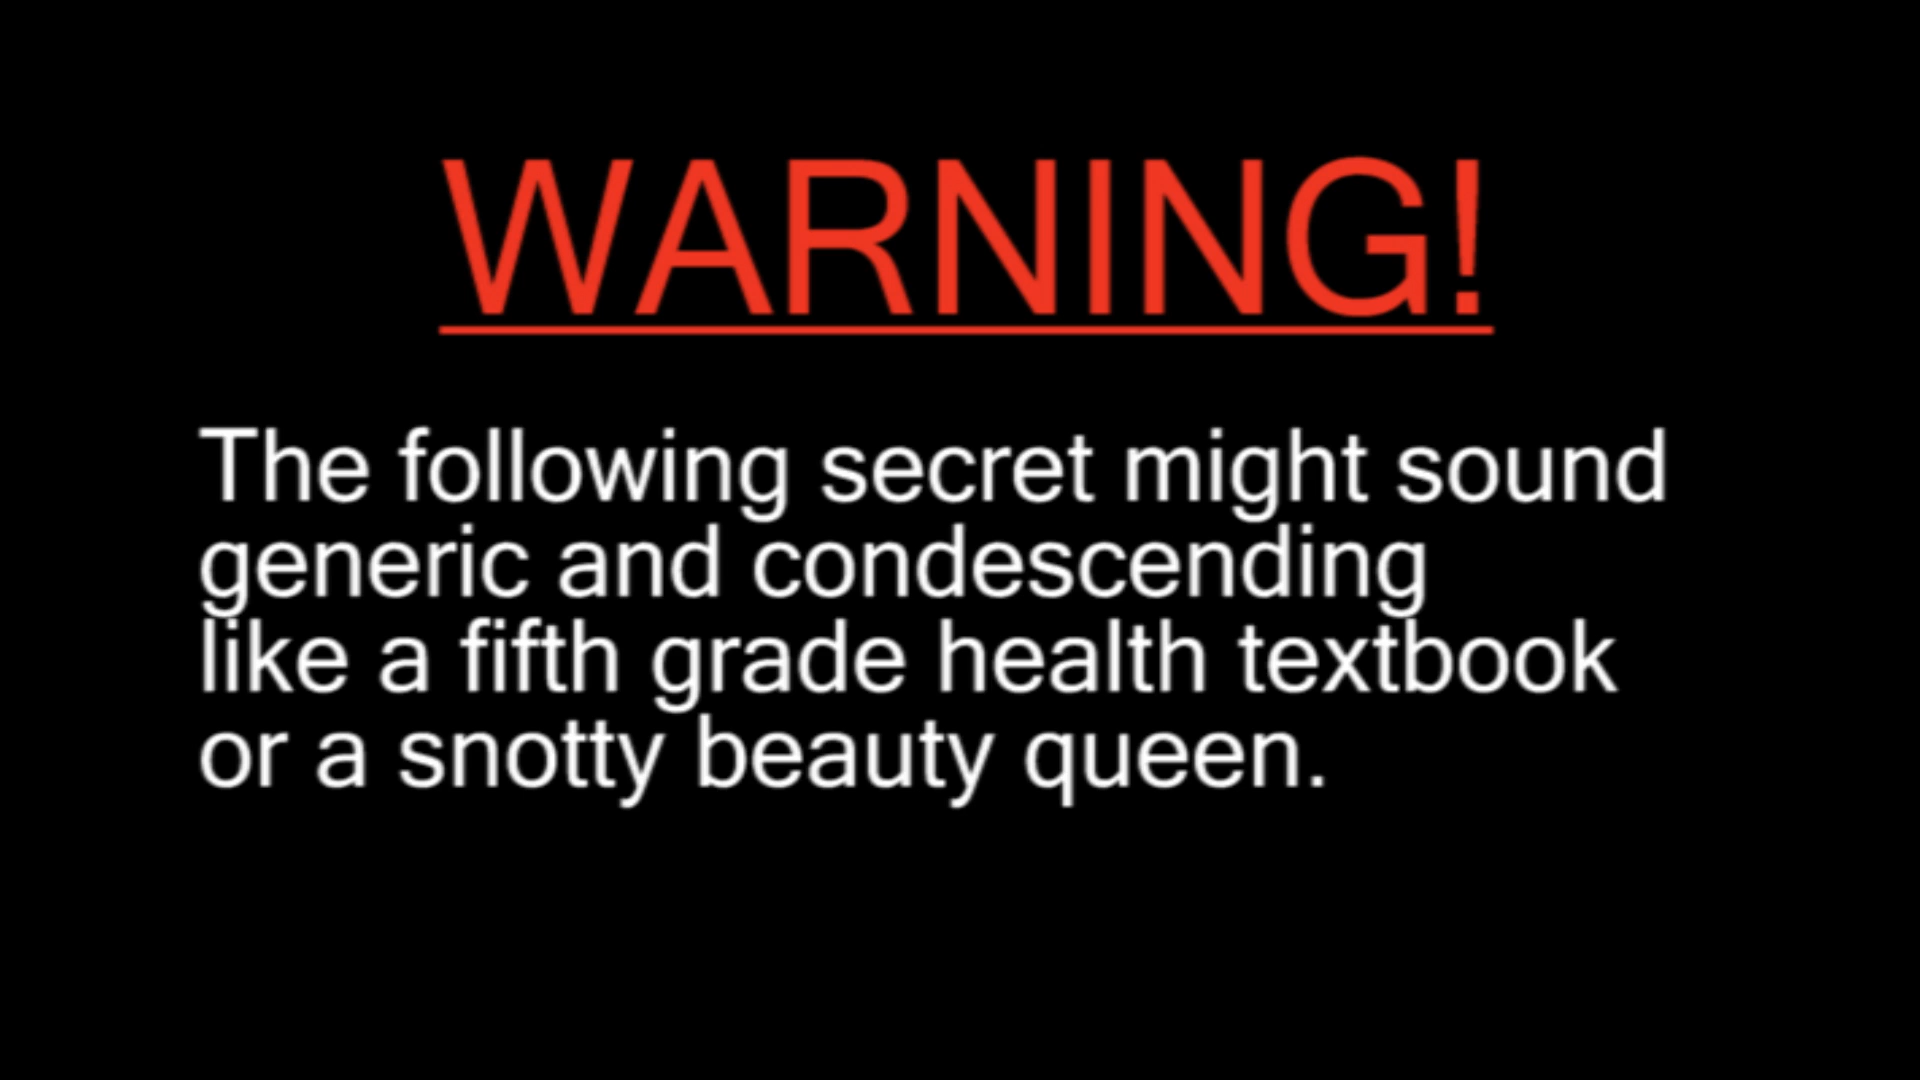 WARNING!
The following secret might sound
generic and condescending
like a fifth grade health textbook
or a snotty beauty queen.